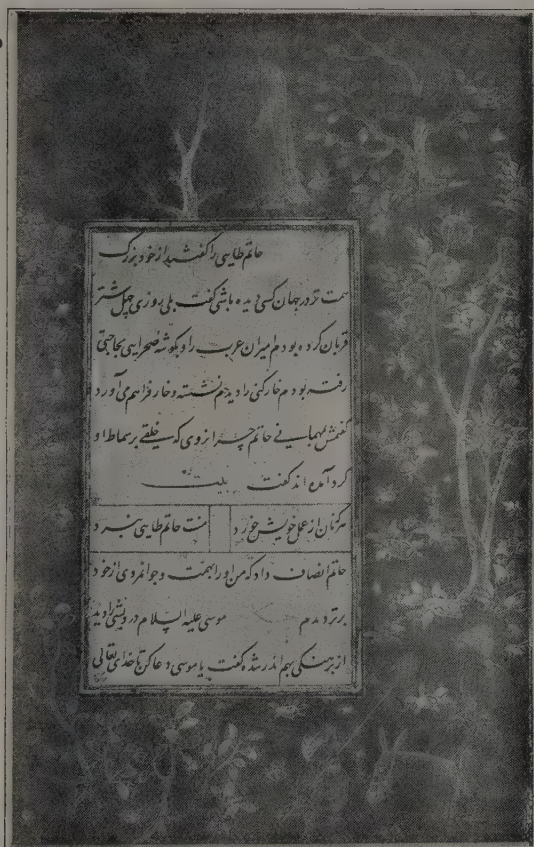 حاتم طایی را گفتند از خود بزرگ
همت تر در جهان کسی دیده باشی گفت بلی روزی چهل شتر
قربان کرده بودم امیران عرب را و بگوشه صحرایی بحاجتی
رفته بودم خارکنی را دیدم نشسته و خار فراهم می آورد
گفتمش بمهمانی حاتم چرا نروی که خلقی بر سماط او
گرد آمده اند گفت بیت
هر که نان از عمل خویش خورد منت حاتم طایی نبرد
حاتم انصاف داد که من او را بهمت و جوانمردی از خود
برتر دیدم موسی علیه السلام درویشی را دید
از برهنگی بریگ اندر شده گفت یا موسی دعا کن تا خدای تعالی